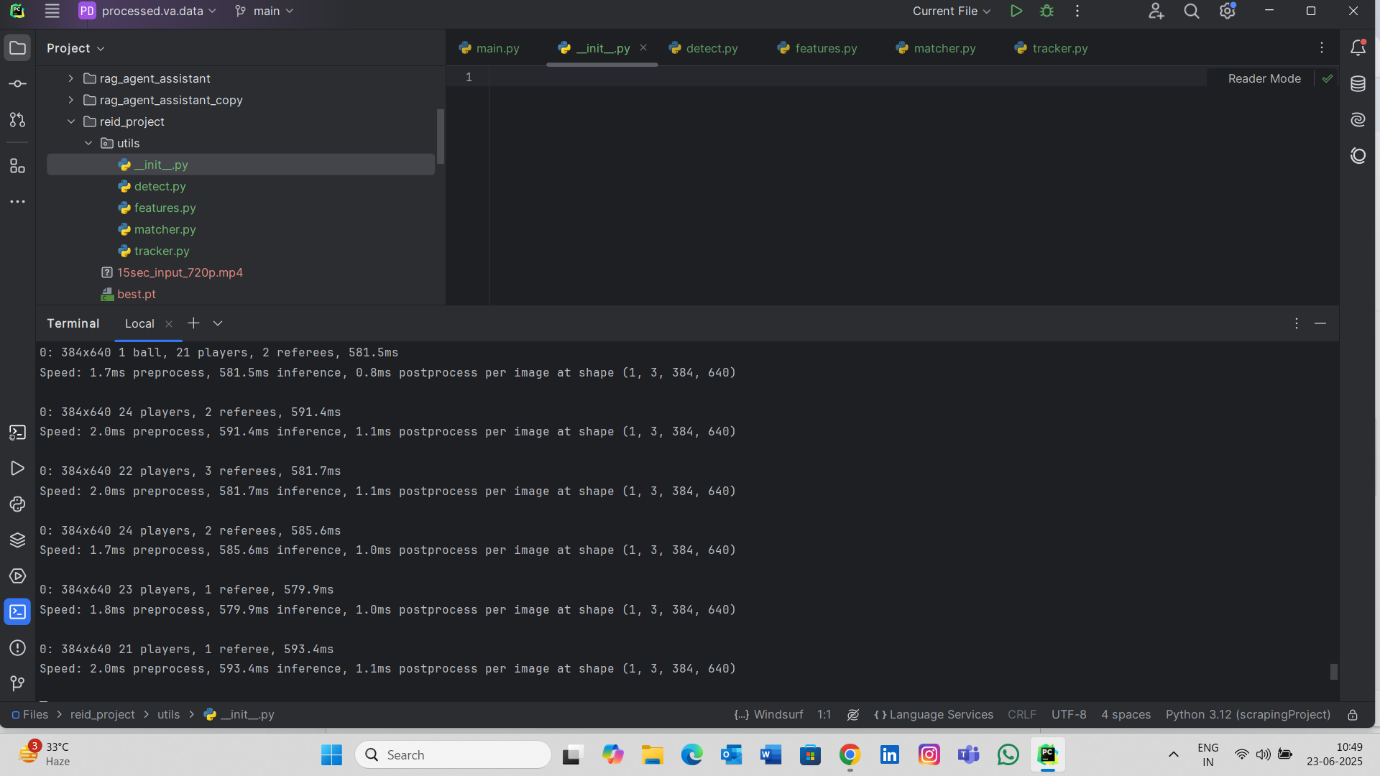 PC
PD processed.va.data
main
Current File
Project
main.py
__init__.py
detect.py
features.py
matcher.py
tracker.py
rag_agent_assistant
rag_agent_assistant_copy
reid_project
utils
__init__.py
detect.py
features.py
matcher.py
tracker.py
15sec_input_720p.mp4
best.pt
1
Reader Mode
Terminal
Local
0: 384x640 1 ball, 21 players, 2 referees, 581.5ms
Speed: 1.7ms preprocess, 581.5ms inference, 0.8ms postprocess per image at shape (1, 3, 384, 640)
0: 384x640 24 players, 2 referees, 591.4ms
Speed: 2.0ms preprocess, 591.4ms inference, 1.1ms postprocess per image at shape (1, 3, 384, 640)
0: 384x640 22 players, 3 referees, 581.7ms
Speed: 2.0ms preprocess, 581.7ms inference, 1.1ms postprocess per image at shape (1, 3, 384, 640)
0: 384x640 24 players, 2 referees, 585.6ms
Speed: 1.7ms preprocess, 585.6ms inference, 1.0ms postprocess per image at shape (1, 3, 384, 640)
0: 384x640 23 players, 1 referee, 579.9ms
Speed: 1.8ms preprocess, 579.9ms inference, 1.0ms postprocess per image at shape (1, 3, 384, 640)
0: 384x640 21 players, 1 referee, 593.4ms
Speed: 2.0ms preprocess, 593.4ms inference, 1.1ms postprocess per image at shape (1, 3, 384, 640)
Files > reid_project > utils > __init__.py
{...} Windsurf
1:1
{ } Language Services
CRLF
UTF-8
4 spaces
Python 3.12 (scrapingProject)
3
33°C
Haze
Search
ENG
IN
10:49
23-06-2025